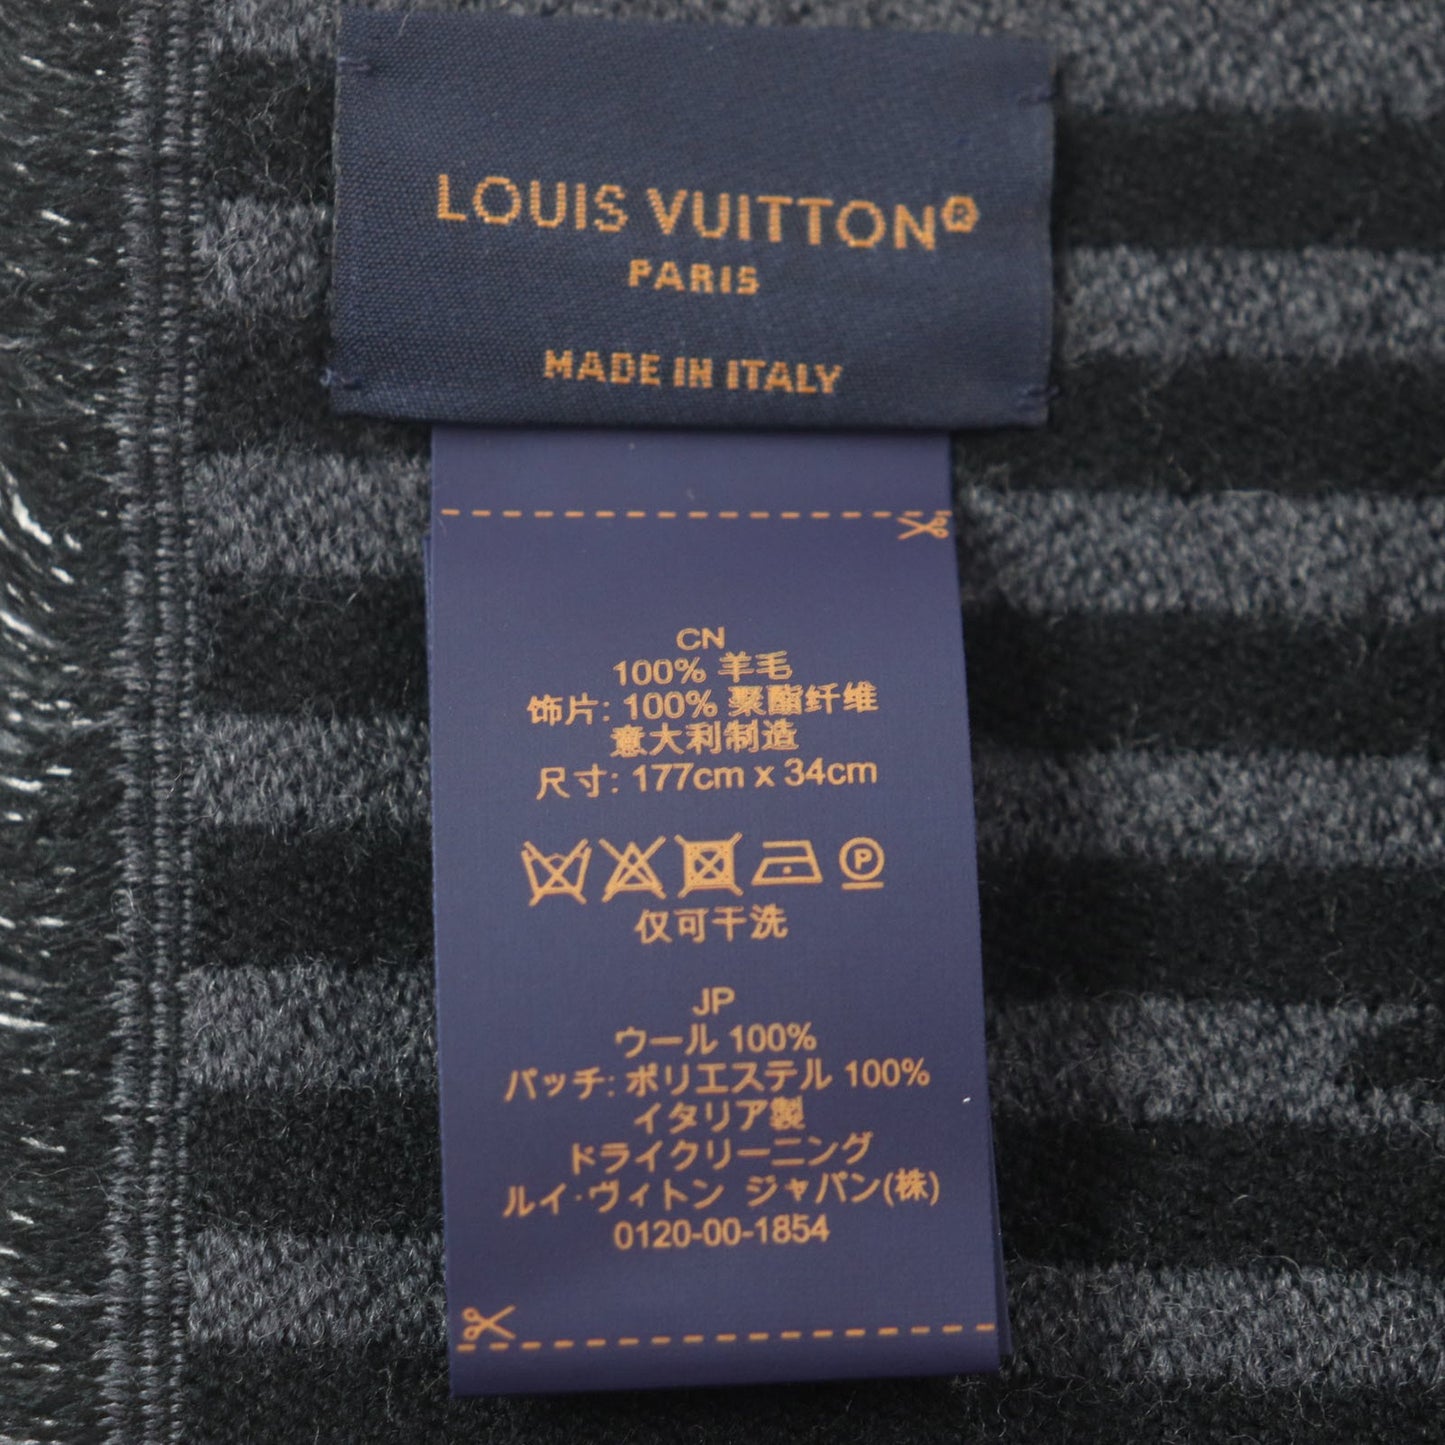 LOUIS VUITTON®
PARIS
MADE IN ITALY
CN
100% 羊毛
饰片: 100% 聚酯纤维
意大利制造
尺寸: 177cm x 34cm
P
仅可干洗
JP
ウール 100%
パッチ: ポリエステル 100%
イタリア製
ドライクリーニング
ルイ·ヴィトン ジャパン(株)
0120-00-1854